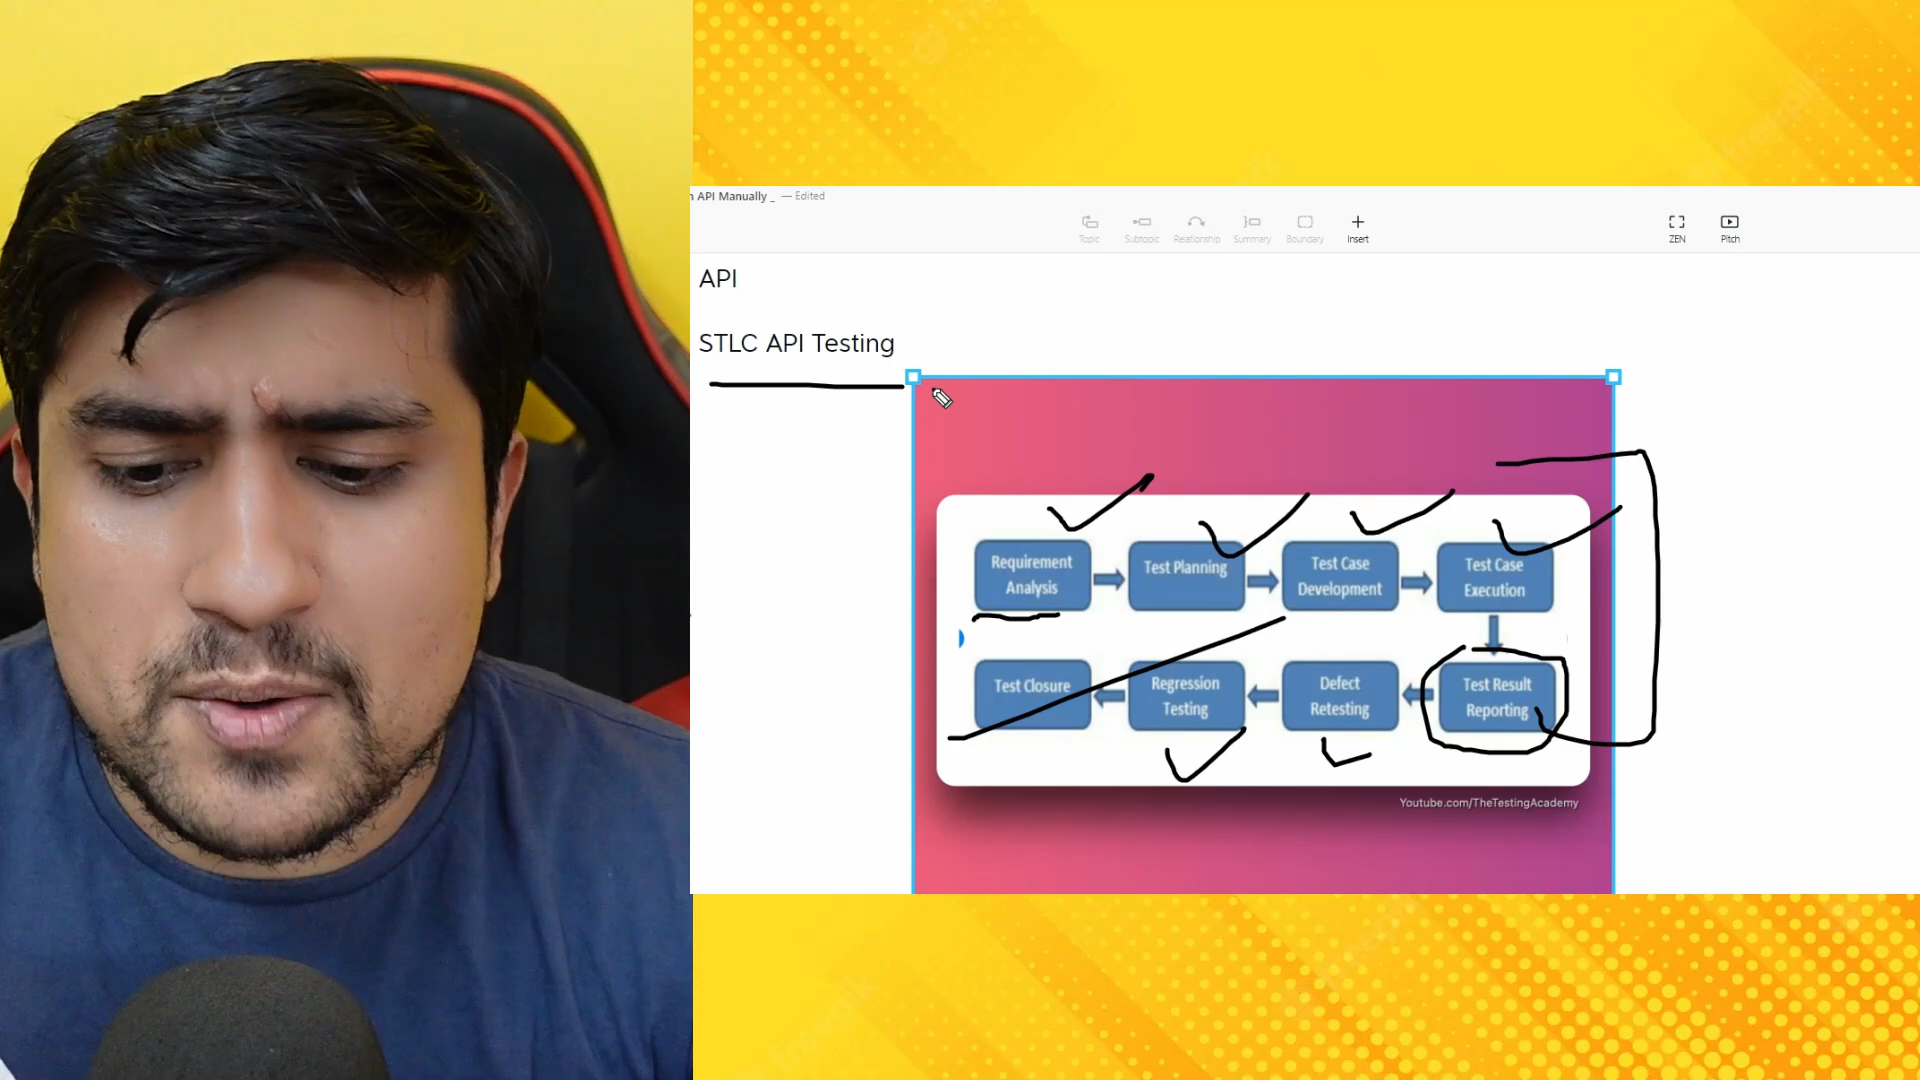 n API Manually _ — Edited
Topic Subtopic Relationship Summary Boundary Insert ZEN Pitch
API
STLC API Testing
Requirement Analysis
Test Planning
Test Case Development
Test Case Execution
Test Closure
Regression Testing
Defect Retesting
Test Result Reporting
Youtube.com/TheTestingAcademy